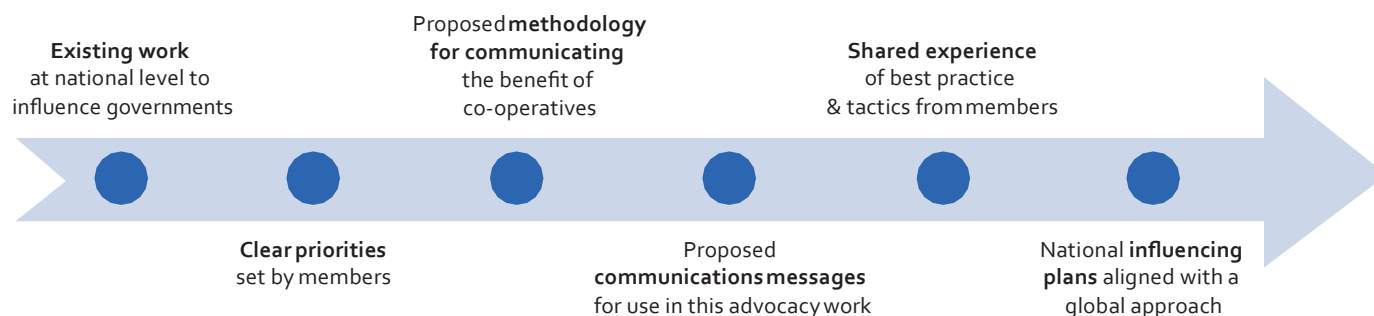 Existing work
at national level to
influence governments
Clear priorities
set by members
Proposed methodology
for communicating
the benefit of
co-operatives
Proposed
communications messages
for use in this advocacy work
Shared experience
of best practice
& tactics from members
National influencing
plans aligned with a
global approach